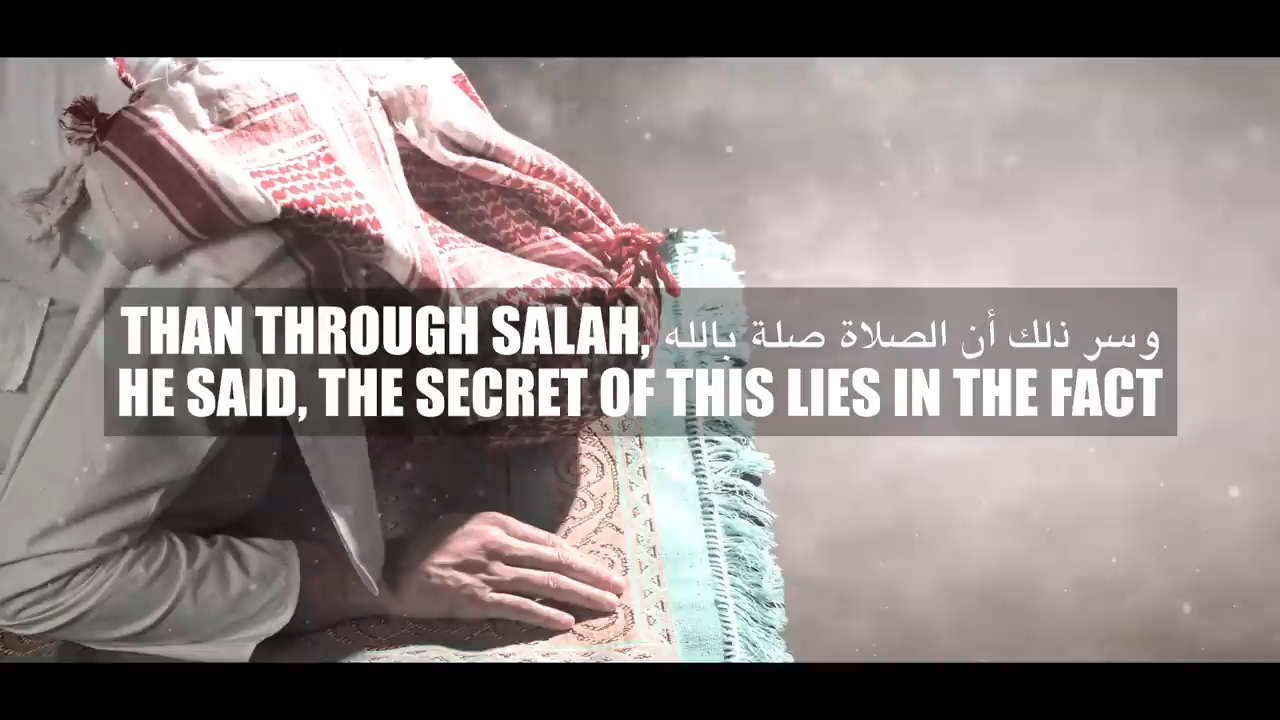 THAN THROUGH SALAH, وسر ذلك أن الصلاة صلة بالله
HE SAID, THE SECRET OF THIS LIES IN THE FACT